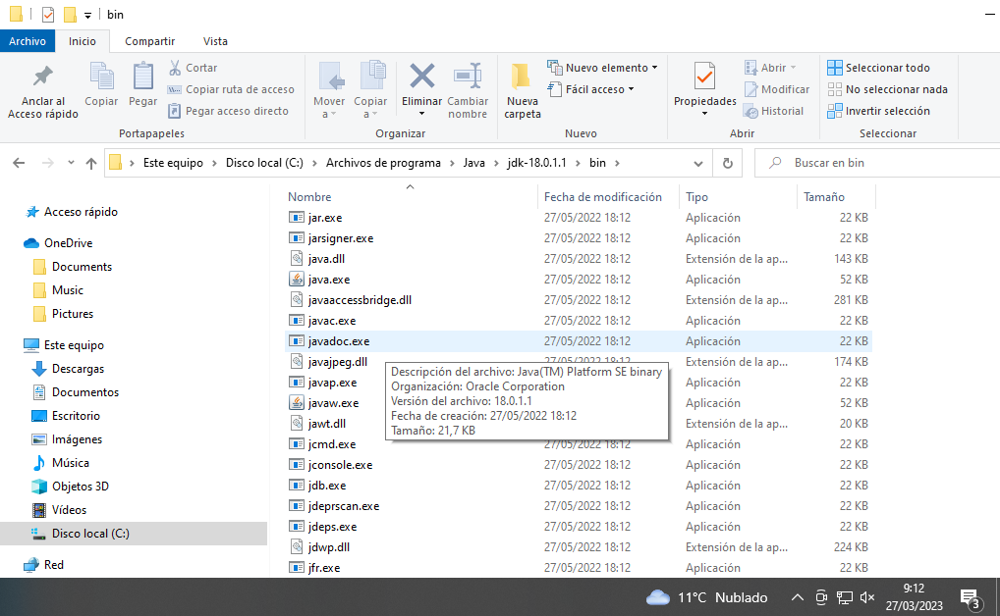 bin
Archivo Inicio Compartir Vista
Anclar al Acceso rápido
Copiar
Pegar
Cortar
Copiar ruta de acceso
Pegar acceso directo
Portapapeles
Mover a
Copiar a
Eliminar
Cambiar nombre
Organizar
Nueva carpeta
Nuevo elemento
Fácil acceso
Nuevo
Propiedades
Abrir
Modificar
Historial
Abrir
Seleccionar todo
No seleccionar nada
Invertir selección
Seleccionar
Este equipo > Disco local (C:) > Archivos de programa > Java > jdk-18.0.1.1 > bin >
Buscar en bin
Acceso rápido
OneDrive
Documents
Music
Pictures
Este equipo
Descargas
Documentos
Escritorio
Imágenes
Música
Objetos 3D
Vídeos
Disco local (C:)
Red
Nombre Fecha de modificación Tipo Tamaño
jar.exe 27/05/2022 18:12 Aplicación 22 KB
jarsigner.exe 27/05/2022 18:12 Aplicación 22 KB
java.dll 27/05/2022 18:12 Extensión de la ap... 143 KB
java.exe 27/05/2022 18:12 Aplicación 52 KB
javaaccessbridge.dll 27/05/2022 18:12 Extensión de la ap... 281 KB
javac.exe 27/05/2022 18:12 Aplicación 22 KB
javadoc.exe 27/05/2022 18:12 Aplicación 22 KB
javajpeg.dll 27/05/2022 18:12 Extensión de la ap... 174 KB
javap.exe Aplicación 22 KB
javaw.exe Aplicación 52 KB
jawt.dll Extensión de la ap... 20 KB
jcmd.exe 27/05/2022 18:12 Aplicación 22 KB
jconsole.exe 27/05/2022 18:12 Aplicación 22 KB
jdb.exe 27/05/2022 18:12 Aplicación 22 KB
jdeprscan.exe 27/05/2022 18:12 Aplicación 22 KB
jdeps.exe 27/05/2022 18:12 Aplicación 22 KB
jdwp.dll 27/05/2022 18:12 Extensión de la ap... 224 KB
jfr.exe 27/05/2022 18:12 Aplicación 22 KB
Descripción del archivo: Java(TM) Platform SE binary
Organización: Oracle Corporation
Versión del archivo: 18.0.1.1
Fecha de creación: 27/05/2022 18:12
Tamaño: 21,7 KB
11°C Nublado
9:12
27/03/2023
3